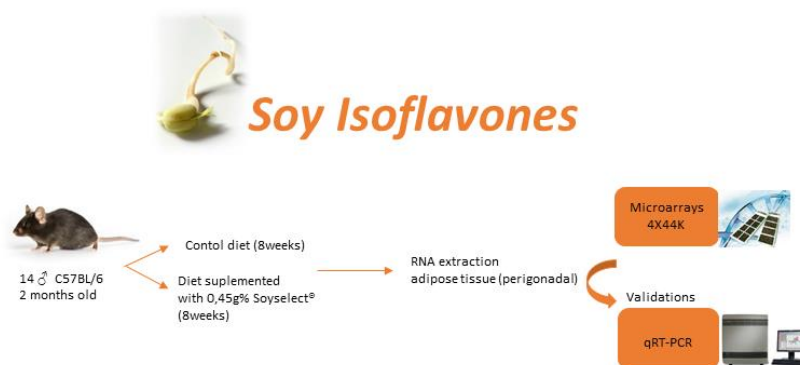 Soy Isoflavones
14 ♂ C57BL/6
2 months old
Contol diet (8weeks)
Diet suplemented
with 0,45g% Soyselect®
(8weeks)
RNA extraction
adipose tissue (perigonadal)
Microarrays
4X44K
Validations
qRT-PCR